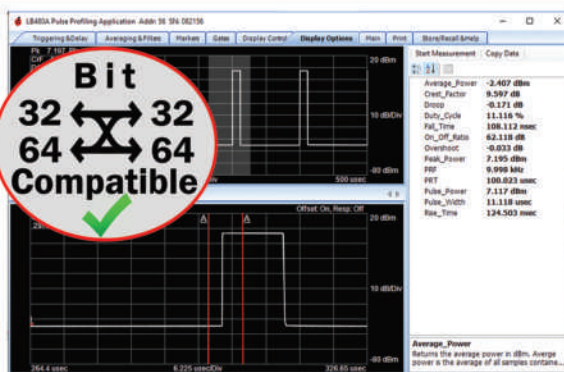 LB480A Pulse Profiling Application Addr: 56 SN: 082156
Triggering & Delay Averaging & Filters Markers Gates Display Control Display Options Main Print Store/Recall & Help
Pk 7.197
CrF
20 dBm
10 dB/Div
-80 dBm
/Div
500 usec
Bit
32 32
64 64
Compatible
Offset: On, Resp: Off
A A
20 dBm
10 dB/Div
-80 dBm
264.4 usec 6.225 usec/Div 326.65 usec
Start Measurement Copy Data
Average_Power -2.407 dBm
Crest_Factor 9.597 dB
Droop -0.171 dB
Duty_Cycle 11.116 %
Fall_Time 108.112 nsec
On_Off_Ratio 62.118 dB
Overshoot -0.033 dB
Peak_Power 7.195 dBm
PRF 9.998 kHz
PRT 100.023 usec
Pulse_Power 7.117 dBm
Pulse_Width 11.118 usec
Rise_Time 124.503 nsec
Average_Power
Returns the average power in dBm. Averge
power is the average of all samples containe...